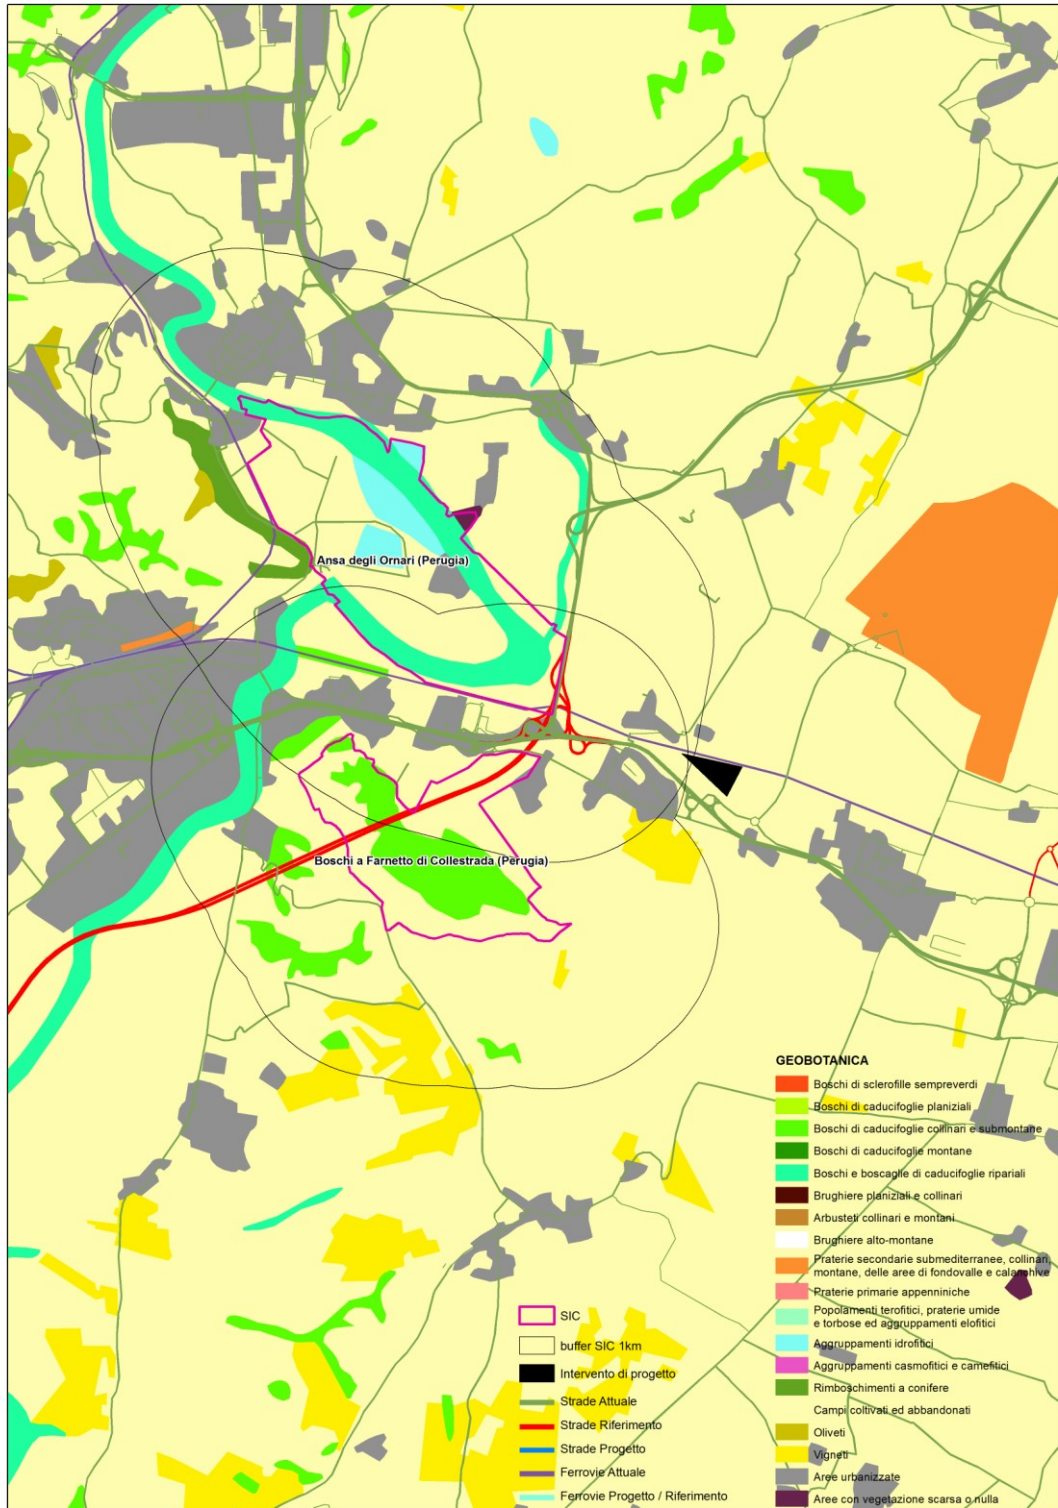 Ansa degli Ornari (Perugia)
Boschi a Farnetto di Collestrada (Perugia)
GEOBOTANICA
Boschi di sclerofille sempreverdi
Boschi di caducifoglie planiziali
Boschi di caducifoglie collinari e submontane
Boschi di caducifoglie montane
Boschi e boscaglie di caducifoglie ripariali
Brughiere planiziali e collinari
Arbusteti collinari e montani
Brughiere alto-montane
Praterie secondarie submediterranee, collinari,
montane, delle aree di fondovalle e calanchive
Praterie primarie appenniniche
Popolamenti terofitici, praterie umide
e torbose ed aggruppamenti elofitici
Aggruppamenti idrofitici
Aggruppamenti casmofitici e camefitici
Rimboschimenti a conifere
Campi coltivati ed abbandonati
Oliveti
Vigneti
Aree urbanizzate
Aree con vegetazione scarsa o nulla
SIC
buffer SIC 1km
Intervento di progetto
Strade Attuale
Strade Riferimento
Strade Progetto
Ferrovie Attuale
Ferrovie Progetto / Riferimento